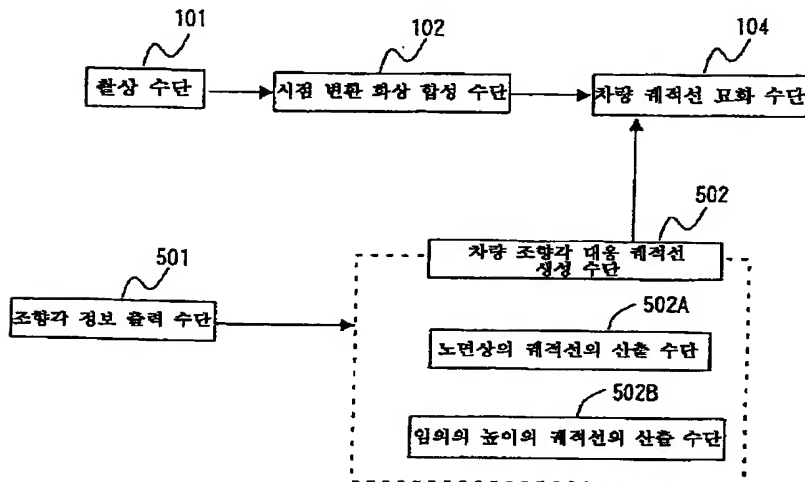 101
102
104
촬상 수단
시점 변환 화상 합성 수단
차량 궤적선 묘화 수단
502
차량 조향각 대응 궤적선
생성 수단
501
조향각 정보 출력 수단
502A
노면상의 궤적선의 산출 수단
502B
임의의 높이의 궤적선의 산출 수단